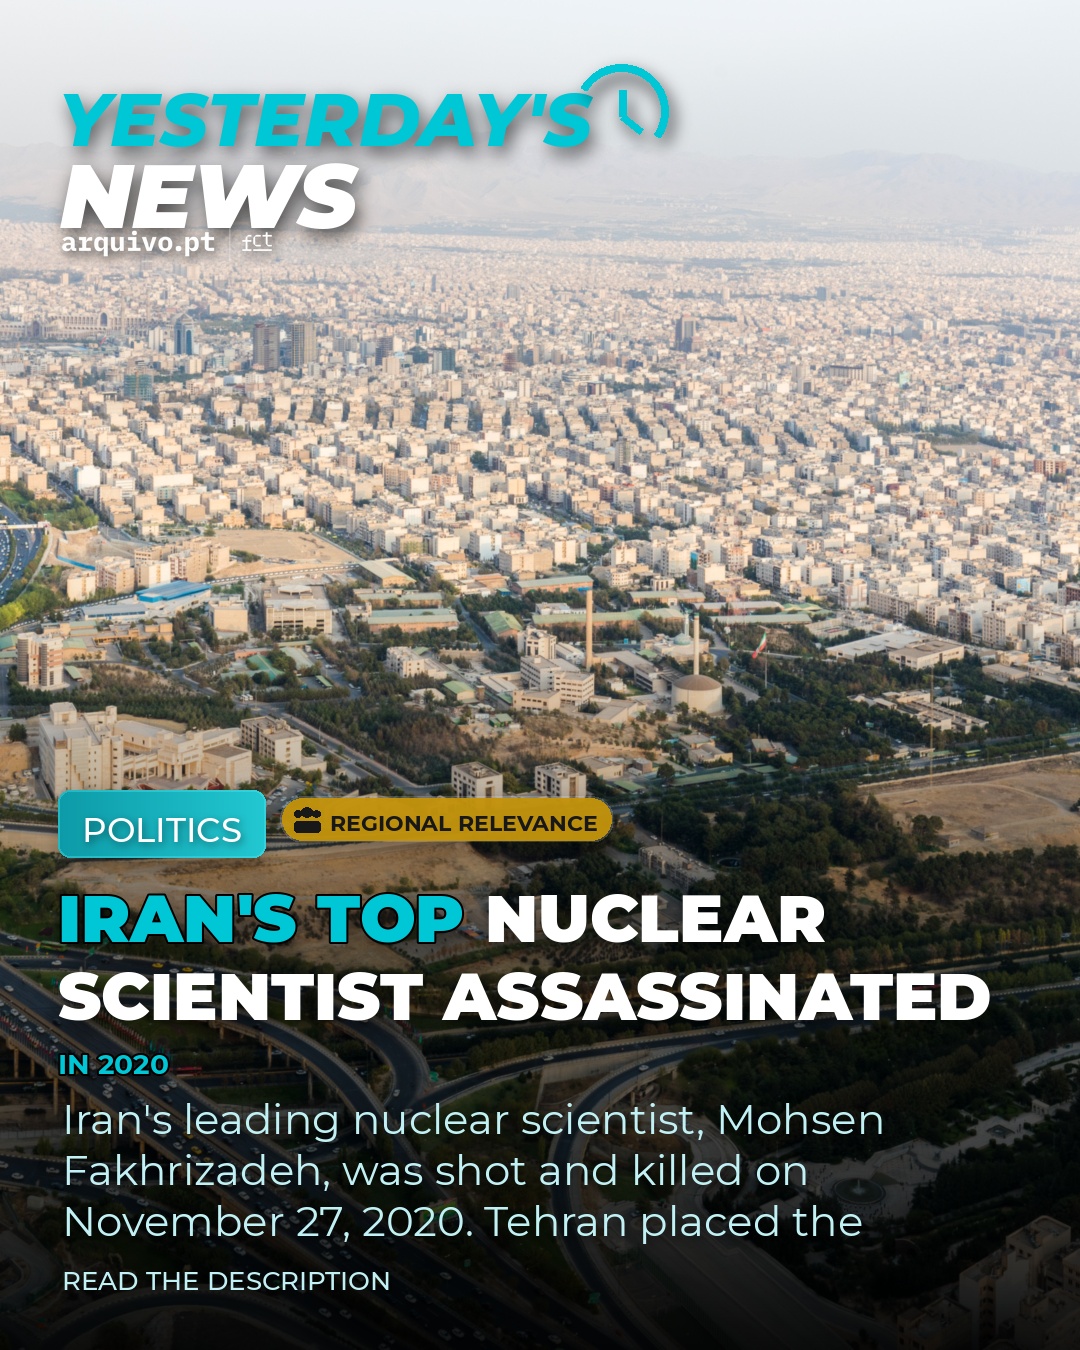 YESTERDAY'S
NEWS
arquivo.pt | fct
POLITICS
REGIONAL RELEVANCE
IRAN'S TOP NUCLEAR
SCIENTIST ASSASSINATED
IN 2020
Iran's leading nuclear scientist, Mohsen
Fakhrizadeh, was shot and killed on
November 27, 2020. Tehran placed the
READ THE DESCRIPTION